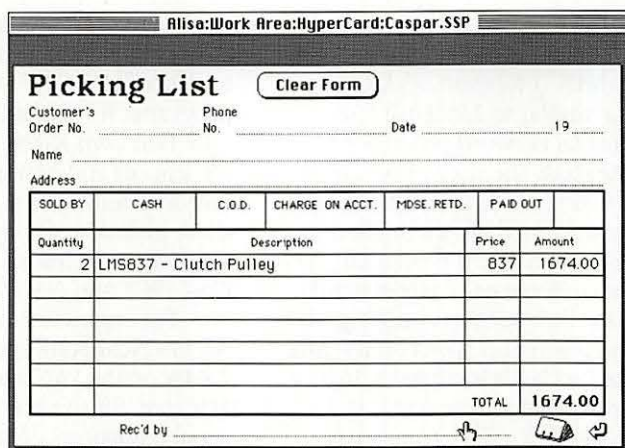 Alisa:Work Area:HyperCard:Caspar.SSP
Picking List Clear Form
Customer's Phone
Order No. No. Date 19
Name
Address
SOLD BY CASH C.O.D. CHARGE ON ACCT. MDSE. RETD. PAID OUT
Quantity Description Price Amount
2 LMS837 - Clutch Pulley 837 1674.00
TOTAL 1674.00
Rec'd by